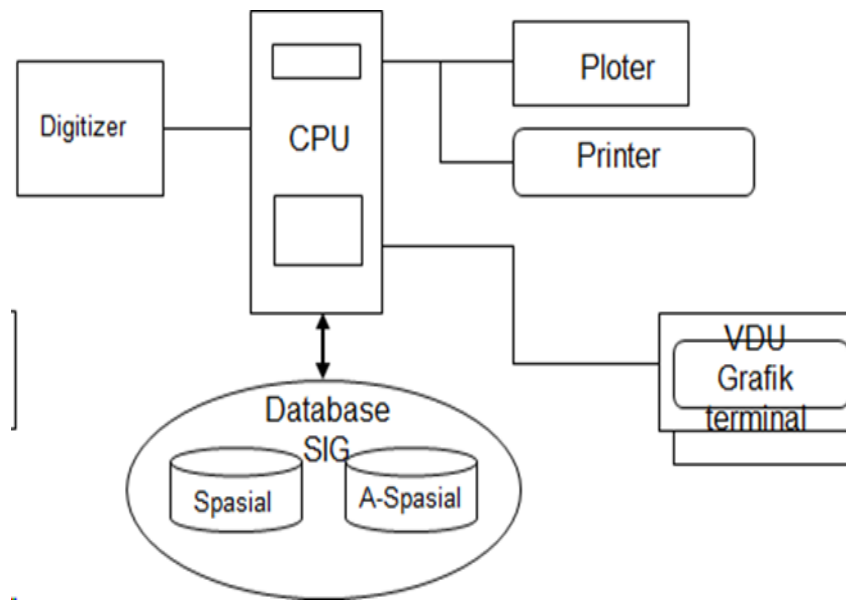 Digitizer
CPU
Ploter
Printer
VDU
Grafik
terminal
Database
SIG
Spasial
A-Spasial